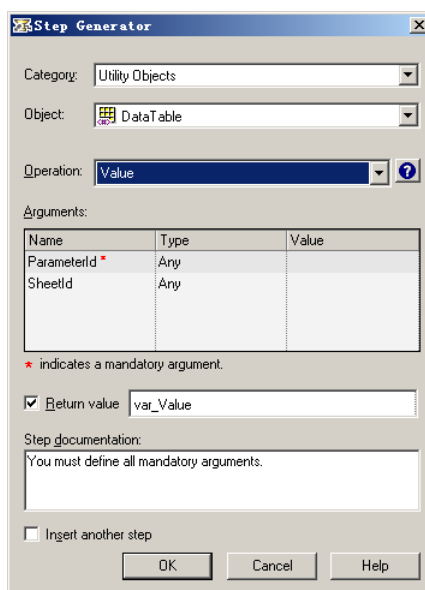 Step Generator
Category: Utility Objects
Object: DataTable
Operation: Value
Arguments:
Name Type Value
ParameterId * Any
SheetId Any
* indicates a mandatory argument.
Return value var_Value
Step documentation:
You must define all mandatory arguments.
Insert another step
OK Cancel Help